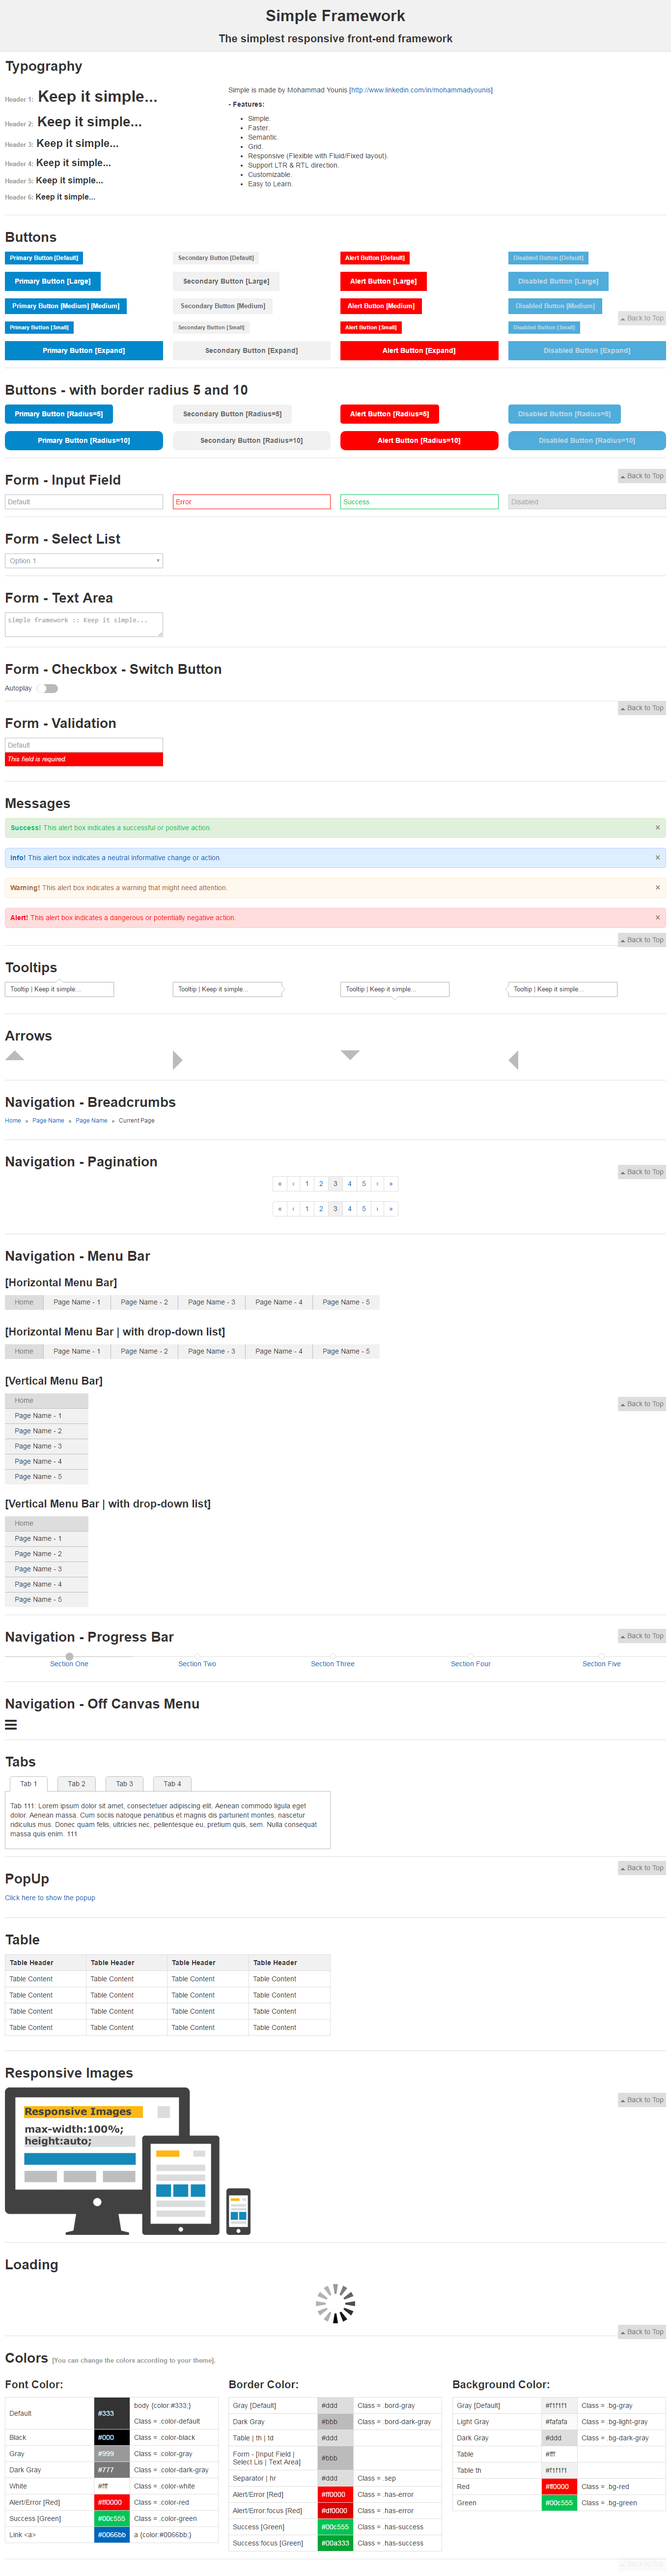 Simple Framework
The simplest responsive front-end framework
Typography
Header 1: Keep it simple...
Header 2: Keep it simple...
Header 3: Keep it simple...
Header 4: Keep it simple...
Header 5: Keep it simple...
Header 6: Keep it simple...
Simple is made by Mohammad Younis [http://www.linkedin.com/in/mohammadyounis]
- Features:
Simple.
Faster.
Semantic.
Grid.
Responsive (Flexible with Fluid/Fixed layout).
Support LTR & RTL direction.
Customizable.
Easy to Learn.
Buttons
Primary Button [Default] Secondary Button [Default] Alert Button [Default] Disabled Button [Default]
Primary Button [Large] Secondary Button [Large] Alert Button [Large] Disabled Button [Large]
Primary Button [Medium] [Medium] Secondary Button [Medium] Alert Button [Medium] Disabled Button [Medium]
Back to Top
Primary Button [Small] Secondary Button [Small] Alert Button [Small] Disabled Button [Small]
Primary Button [Expand] Secondary Button [Expand] Alert Button [Expand] Disabled Button [Expand]
Buttons - with border radius 5 and 10
Primary Button [Radius=5] Secondary Button [Radius=5] Alert Button [Radius=5] Disabled Button [Radius=5]
Primary Button [Radius=10] Secondary Button [Radius=10] Alert Button [Radius=10] Disabled Button [Radius=10]
Back to Top
Form - Input Field
Default Error Success Disabled
Form - Select List
Option 1
Form - Text Area
simple framework :: Keep it simple...
Form - Checkbox - Switch Button
Autoplay
Back to Top
Form - Validation
Default
This field is required.
Messages
Success! This alert box indicates a successful or positive action. ×
Info! This alert box indicates a neutral informative change or action. ×
Warning! This alert box indicates a warning that might need attention. ×
Alert! This alert box indicates a dangerous or potentially negative action. ×
Back to Top
Tooltips
Tooltip | Keep it simple... Tooltip | Keep it simple... Tooltip | Keep it simple... Tooltip | Keep it simple...
Arrows
Navigation - Breadcrumbs
Home » Page Name » Page Name » Current Page
Navigation - Pagination
Back to Top
« ‹ 1 2 3 4 5 › »
« ‹ 1 2 3 4 5 › »
Navigation - Menu Bar
[Horizontal Menu Bar]
Home Page Name - 1 Page Name - 2 Page Name - 3 Page Name - 4 Page Name - 5
[Horizontal Menu Bar | with drop-down list]
Home Page Name - 1 Page Name - 2 Page Name - 3 Page Name - 4 Page Name - 5
[Vertical Menu Bar]
Home
Back to Top
Page Name - 1
Page Name - 2
Page Name - 3
Page Name - 4
Page Name - 5
[Vertical Menu Bar | with drop-down list]
Home
Page Name - 1
Page Name - 2
Page Name - 3
Page Name - 4
Page Name - 5
Navigation - Progress Bar
Back to Top
Section One Section Two Section Three Section Four Section Five
Navigation - Off Canvas Menu
Tabs
Tab 1 Tab 2 Tab 3 Tab 4
Tab 111: Lorem ipsum dolor sit amet, consectetuer adipiscing elit. Aenean commodo ligula eget
dolor. Aenean massa. Cum sociis natoque penatibus et magnis dis parturient montes, nascetur
ridiculus mus. Donec quam felis, ultricies nec, pellentesque eu, pretium quis, sem. Nulla consequat
massa quis enim. 111
Back to Top
PopUp
Click here to show the popup
Table
Table Header Table Header Table Header Table Header
Table Content Table Content Table Content Table Content
Table Content Table Content Table Content Table Content
Table Content Table Content Table Content Table Content
Table Content Table Content Table Content Table Content
Responsive Images
Back to Top
Responsive Images
max-width:100%;
height:auto;
Loading
Back to Top
Colors [You can change the colors according to your theme].
Font Color:
Default #333 body {color:#333;}
Class = .color-default
Black #000 Class = .color-black
Gray #999 Class = .color-gray
Dark Gray #777 Class = .color-dark-gray
White #fff Class = .color-white
Alert/Error [Red] #ff0000 Class = .color-red
Success [Green] #00c555 Class = .color-green
Link <a> #0066bb a {color:#0066bb;}
Border Color:
Gray [Default] #ddd Class = .bord-gray
Dark Gray #bbb Class = .bord-dark-gray
Table | th | td #ddd
Form - [Input Field |
Select Lis | Text Area] #bbb
Separator | hr #ddd Class = .sep
Alert/Error [Red] #ff0000 Class = .has-error
Alert/Error:focus [Red] #df0000 Class = .has-error
Success [Green] #00c555 Class = .has-success
Success:focus [Green] #00a333 Class = .has-success
Background Color:
Gray [Default] #f1f1f1 Class = .bg-gray
Light Gray #fafafa Class = .bg-light-gray
Dark Gray #ddd Class = .bg-dark-gray
Table #fff
Table th #f1f1f1
Red #ff0000 Class = .bg-red
Green #00c555 Class = .bg-green
Back to Top